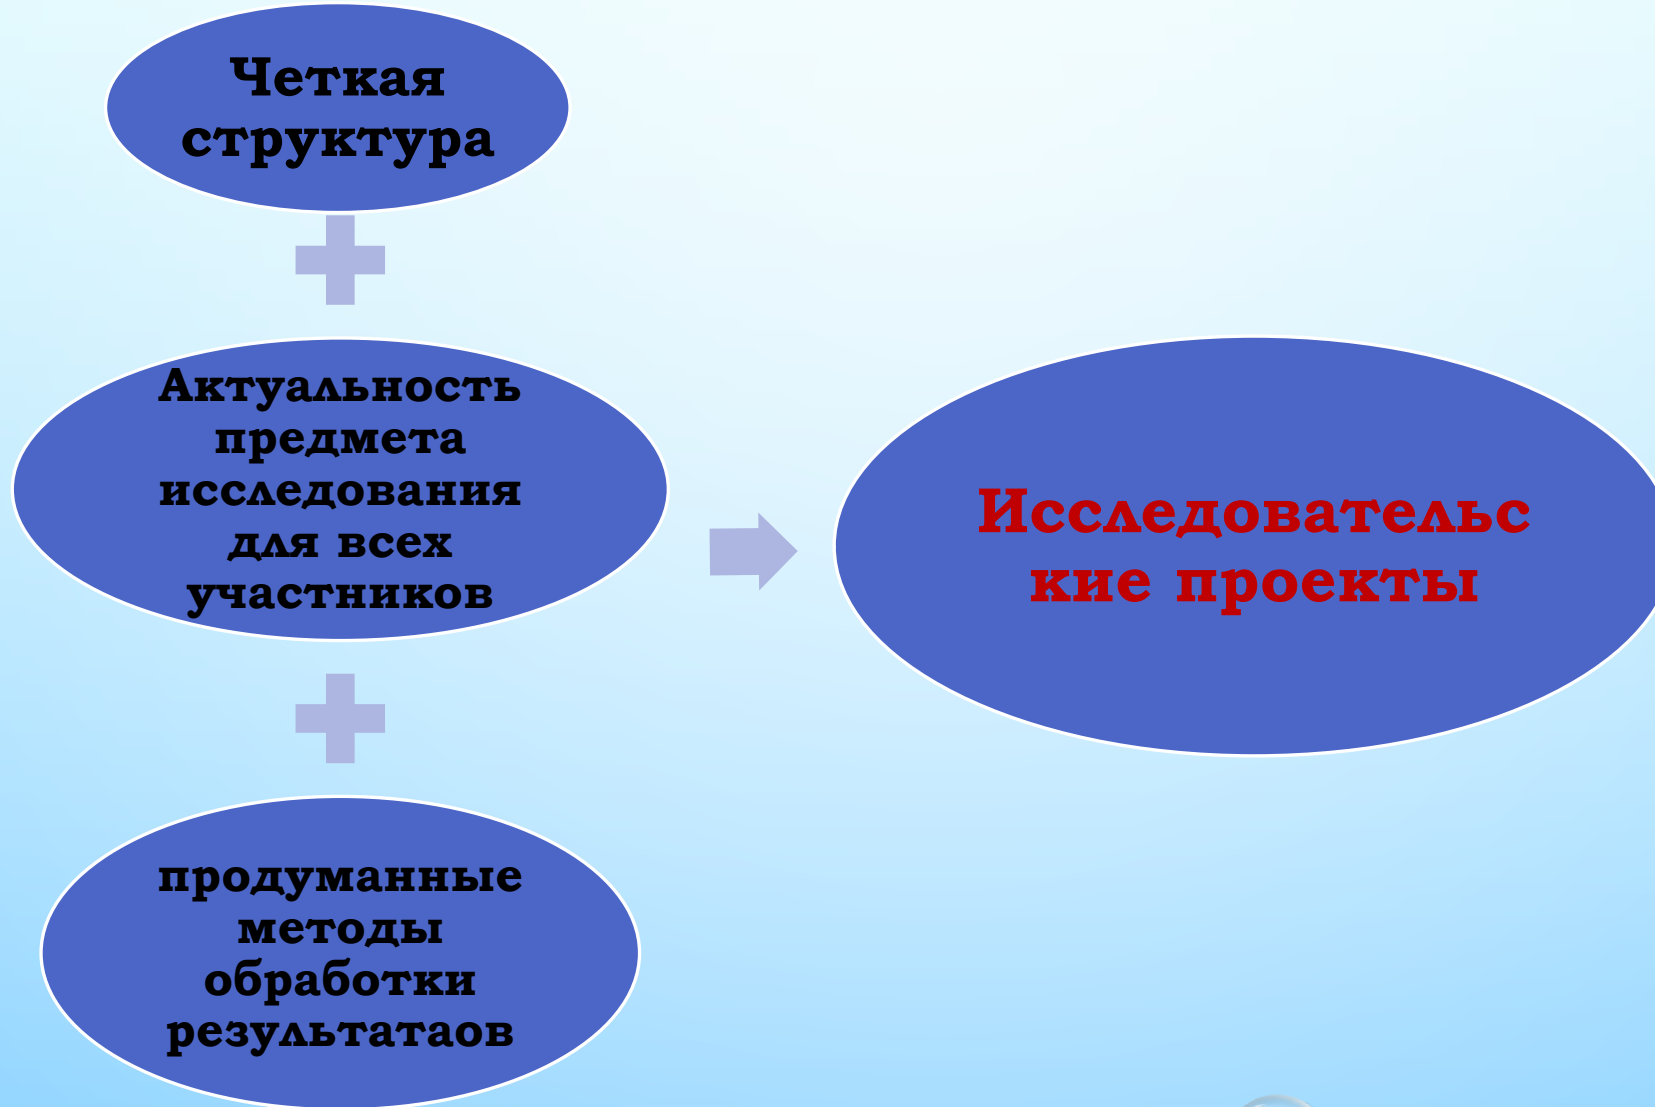 Четкая
структура
Актуальность
предмета
исследования
для всех
участников
продуманные
методы
обработки
результатаов
Исследовательс
кие проекты